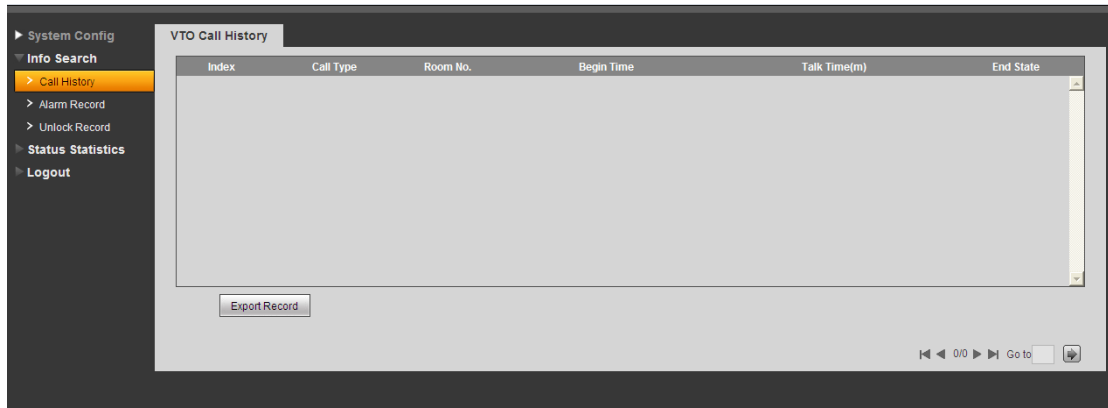 System Config
Info Search
Call History
Alarm Record
Unlock Record
Status Statistics
Logout
VTO Call History
Index Call Type Room No. Begin Time Talk Time(m) End State
Export Record
0/0 Go to